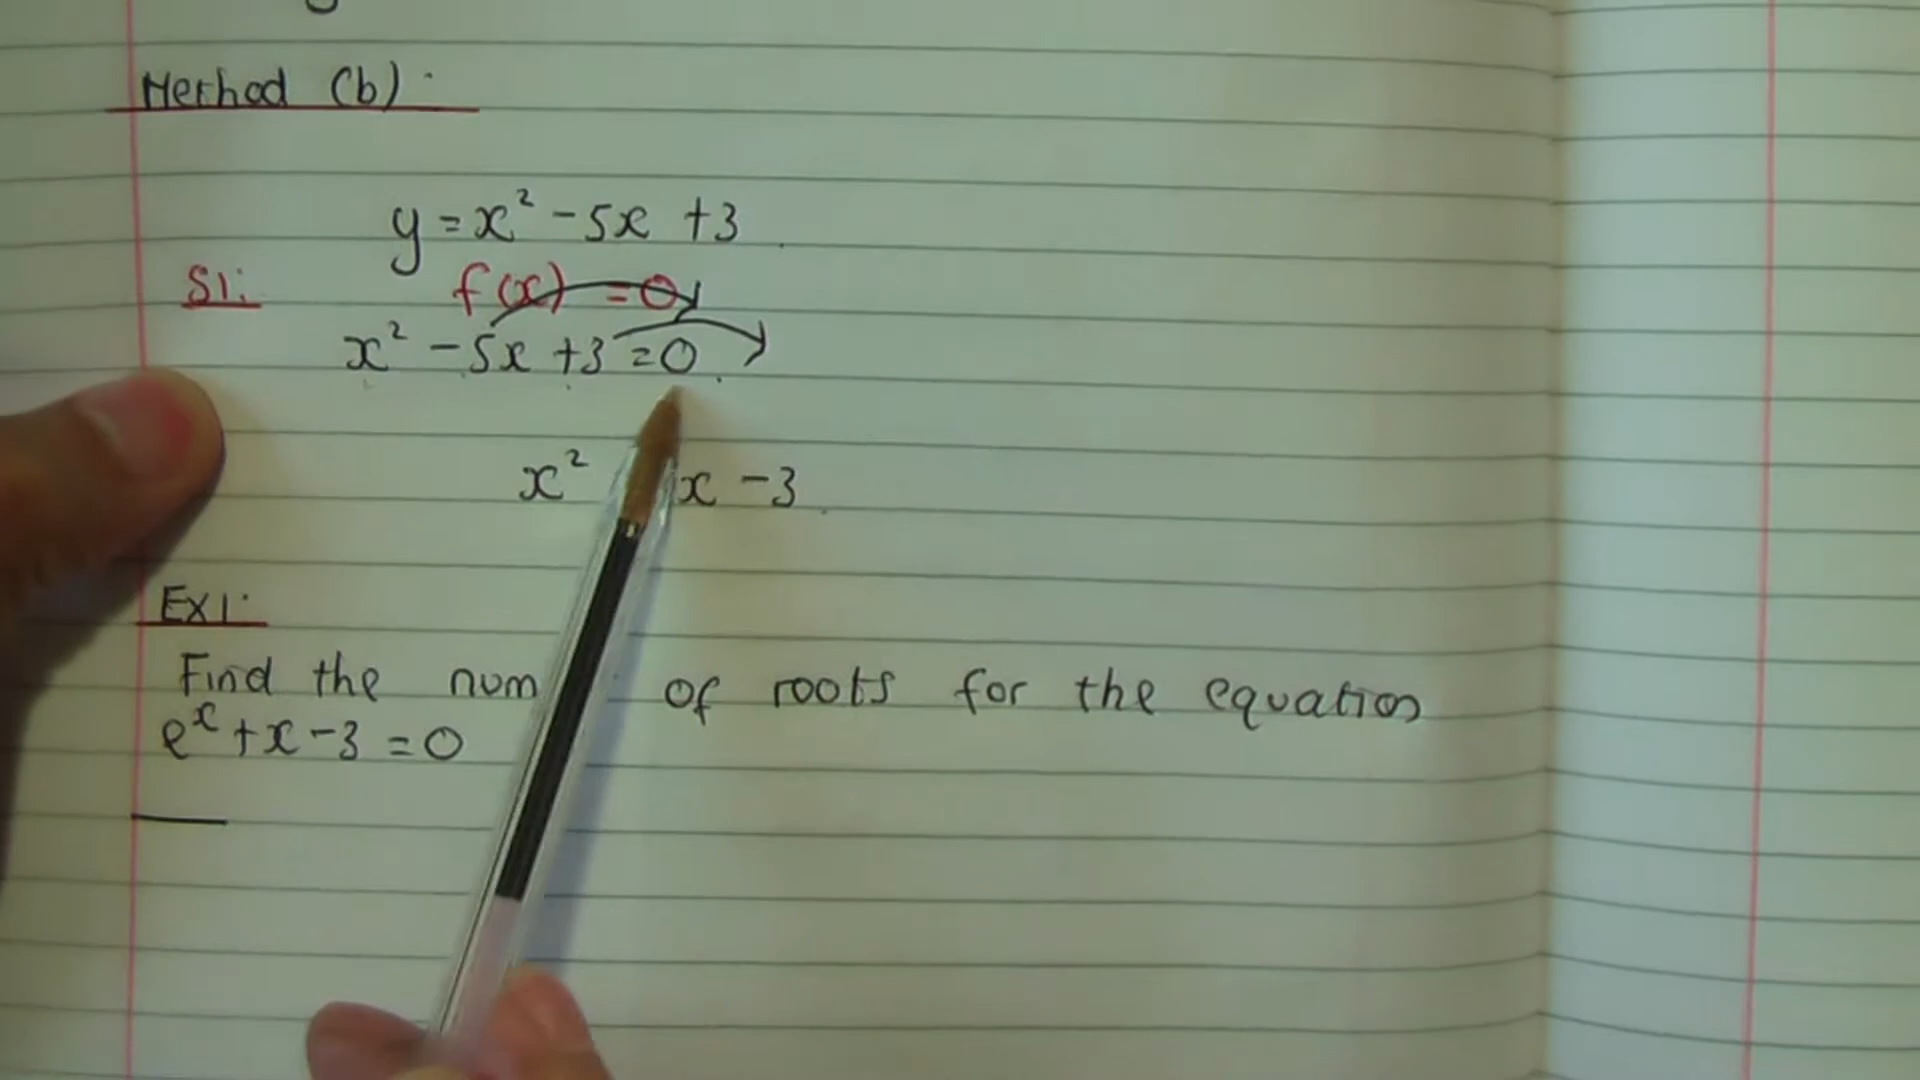 Method (b):
y = x² - 5x + 3
S1: f(x) = 0
x² - 5x + 3 = 0
x² x - 3
Ex1:
Find the num of roots for the equation
eˣ + x - 3 = 0